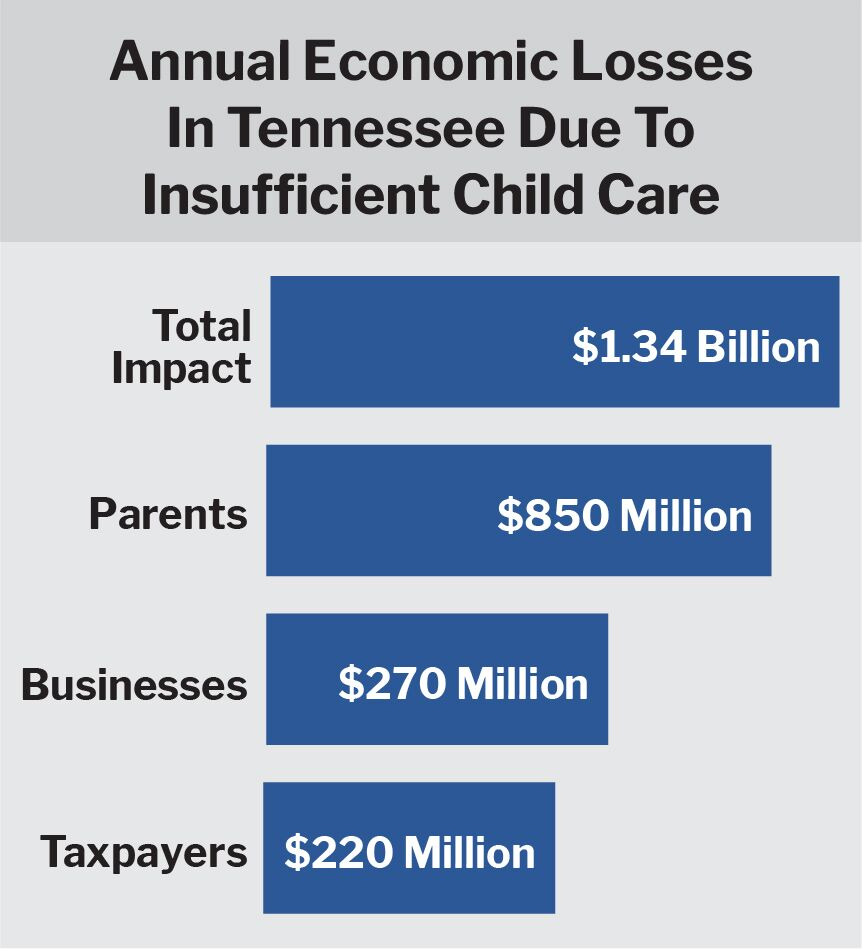 Annual Economic Losses
In Tennessee Due To
Insufficient Child Care
Total
Impact
$1.34 Billion
Parents
$850 Million
Businesses
$270 Million
Taxpayers
$220 Million